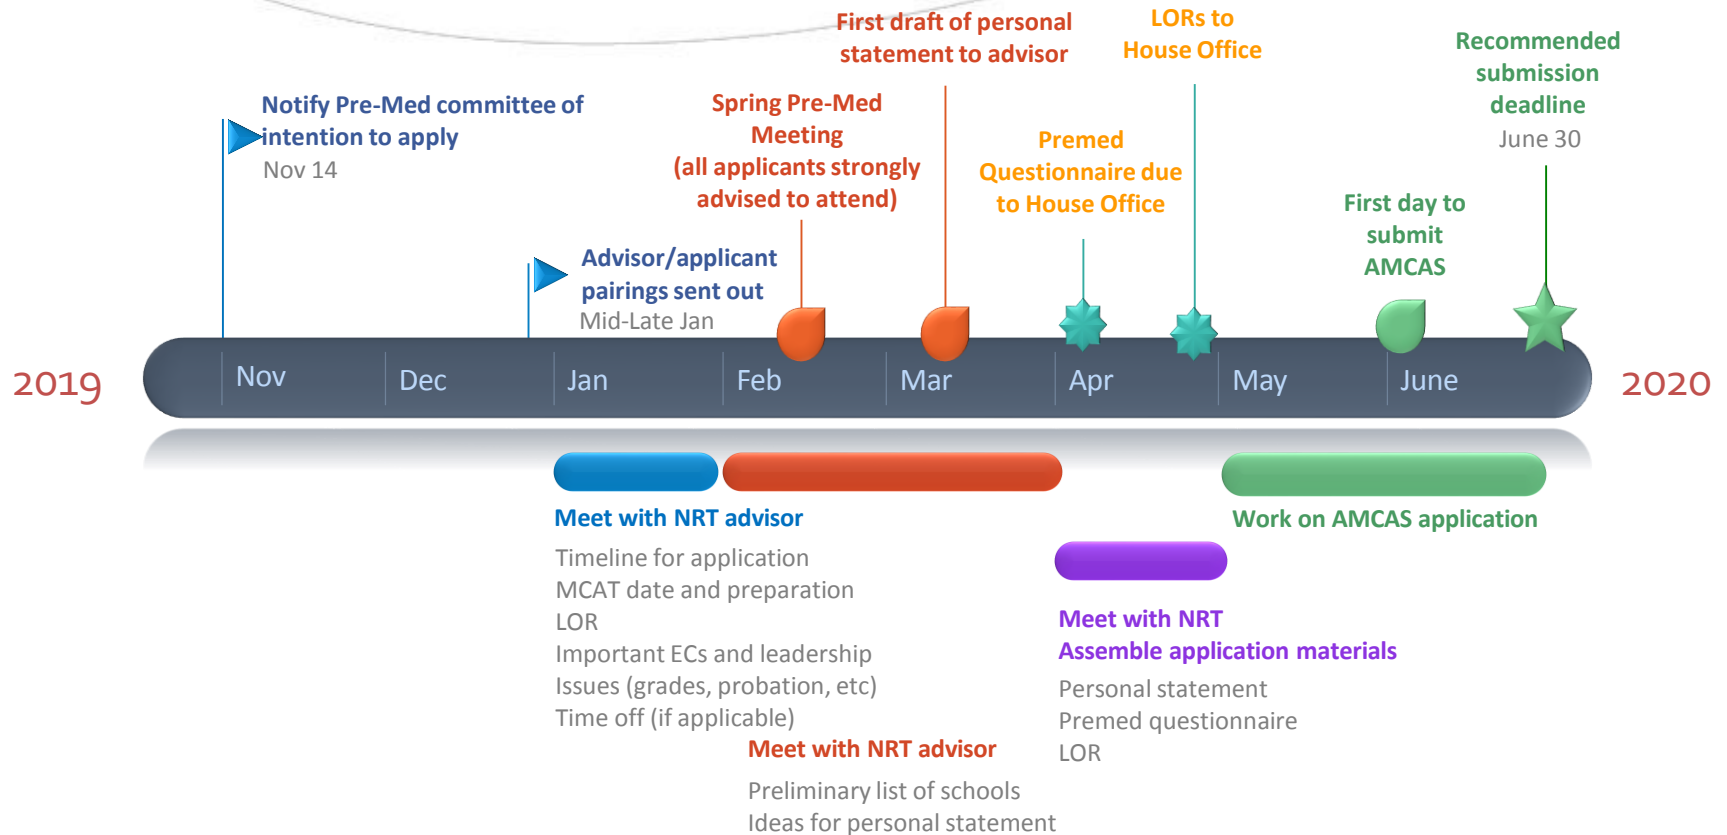 First draft of personal
statement to advisor
LORs to
House Office
Recommended
submission
deadline
June 30
Notify Pre-Med committee of
intention to apply
Nov 14
Spring Pre-Med
Meeting
(all applicants strongly
advised to attend)
Premed
Questionnaire due
to House Office
First day to
submit
AMCAS
Advisor/applicant
pairings sent out
Mid-Late Jan
2019
Nov
Dec
Jan
Feb
Mar
Apr
May
June
2020
Meet with NRT advisor
Timeline for application
MCAT date and preparation
LOR
Important ECs and leadership
Issues (grades, probation, etc)
Time off (if applicable)
Meet with NRT advisor
Preliminary list of schools
Ideas for personal statement
Meet with NRT
Assemble application materials
Personal statement
Premed questionnaire
LOR
Work on AMCAS application